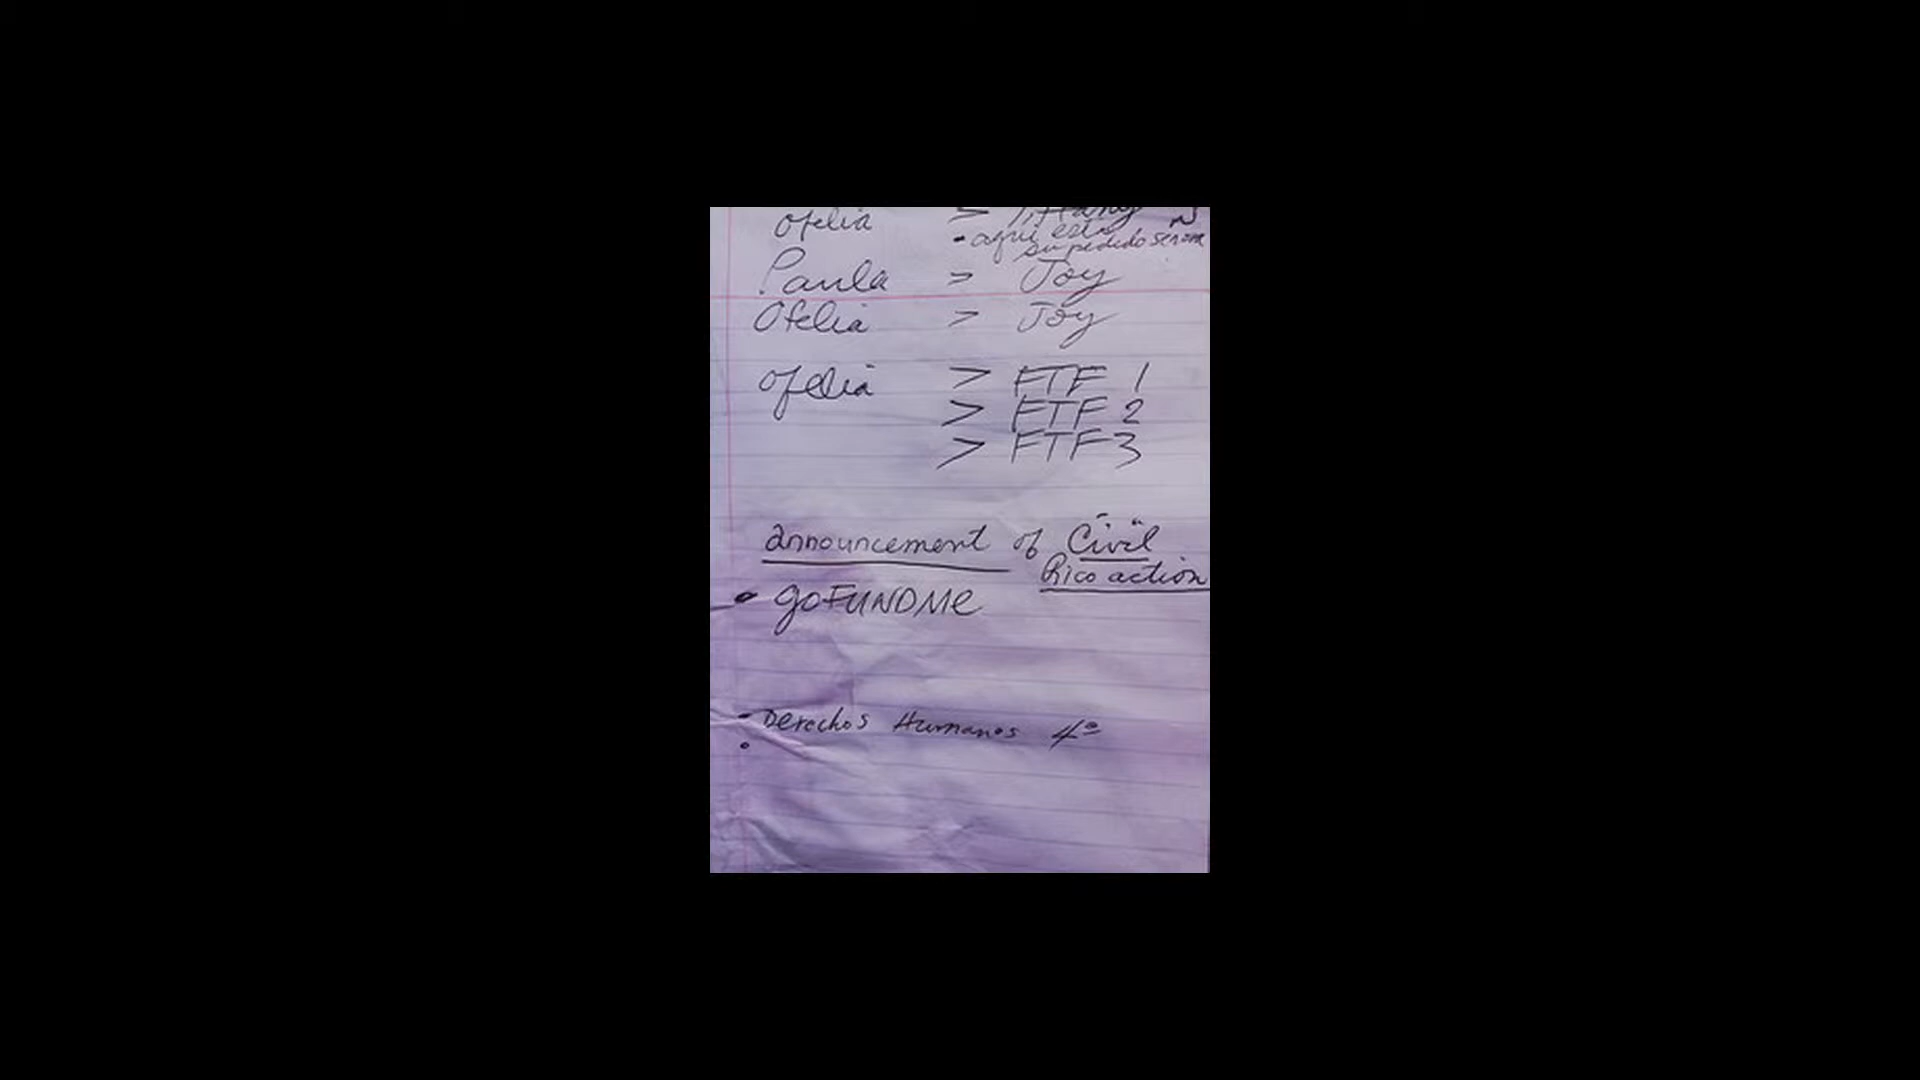 Ofelia > Tiffany
- aqui esta
su pedido señora
Paula > Joy
Ofelia > Joy
Ofelia > FTF 1
> FTF 2
> FTF 3
announcement of Civil
Rico action
• goFUNDMe
- Derechos Humanos 4º